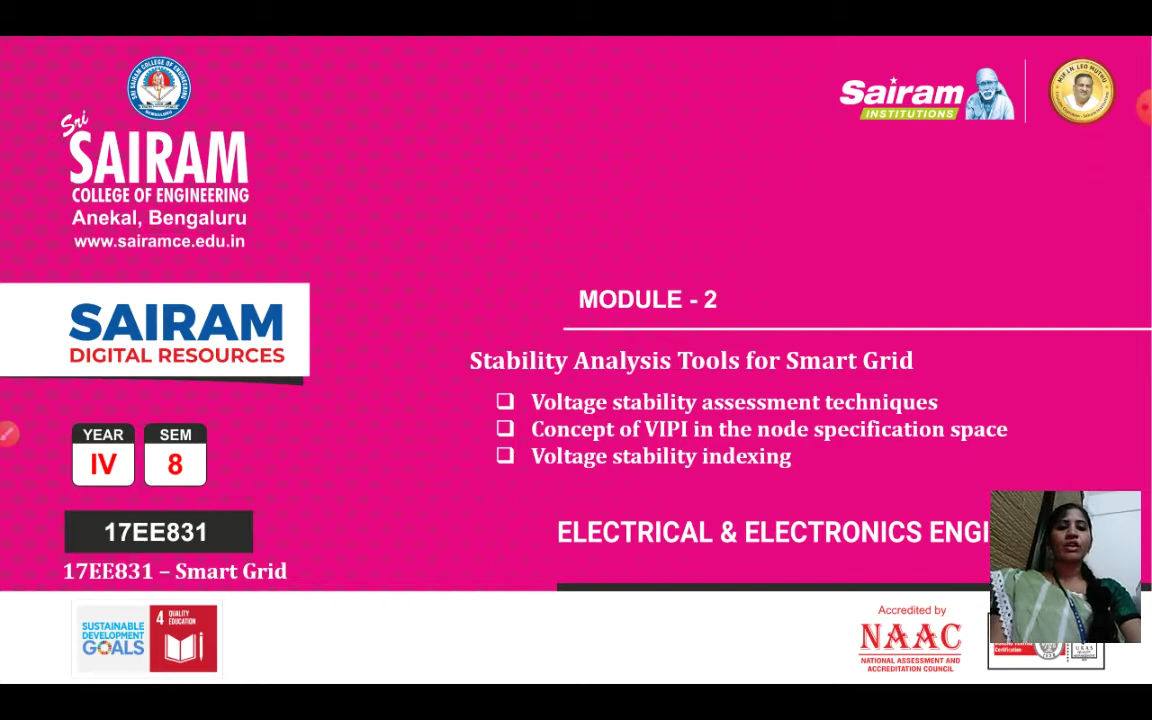 Sri
SAIRAM
COLLEGE OF ENGINEERING
Anekal, Bengaluru
www.sairamce.edu.in
Sairam
INSTITUTIONS
SAIRAM
DIGITAL RESOURCES
MODULE - 2
Stability Analysis Tools for Smart Grid
❑ Voltage stability assessment techniques
❑ Concept of VIPI in the node specification space
❑ Voltage stability indexing
YEAR
IV
SEM
8
17EE831
17EE831 – Smart Grid
ELECTRICAL & ELECTRONICS ENGI
SUSTAINABLE
DEVELOPMENT
GOALS
4 QUALITY
EDUCATION
Accredited by
NAAC
NATIONAL ASSESSMENT AND
ACCREDITATION COUNCIL